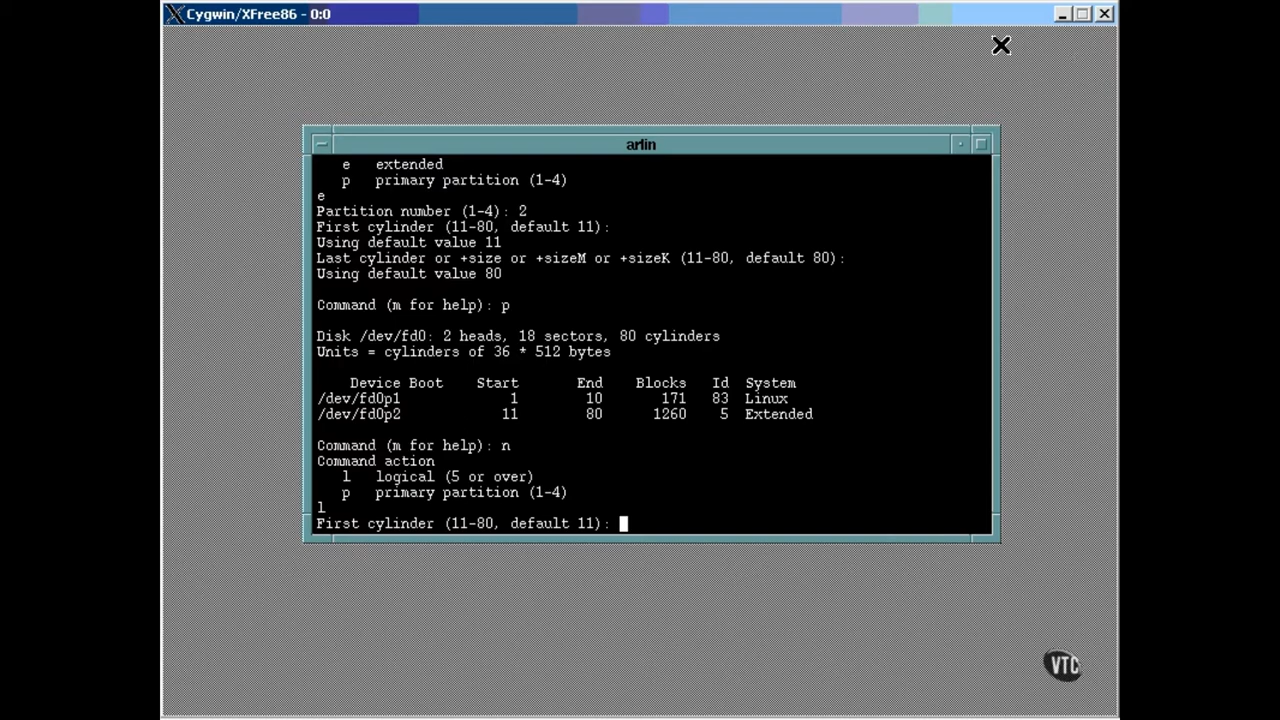 Cygwin/XFree86 - 0:0
arlin
e extended
p primary partition (1-4)
e
Partition number (1-4): 2
First cylinder (11-80, default 11):
Using default value 11
Last cylinder or +size or +sizeM or +sizeK (11-80, default 80):
Using default value 80
Command (m for help): p
Disk /dev/fd0: 2 heads, 18 sectors, 80 cylinders
Units = cylinders of 36 * 512 bytes
Device Boot Start End Blocks Id System
/dev/fd0p1 1 10 171 83 Linux
/dev/fd0p2 11 80 1260 5 Extended
Command (m for help): n
Command action
l logical (5 or over)
p primary partition (1-4)
l
First cylinder (11-80, default 11):
VTC